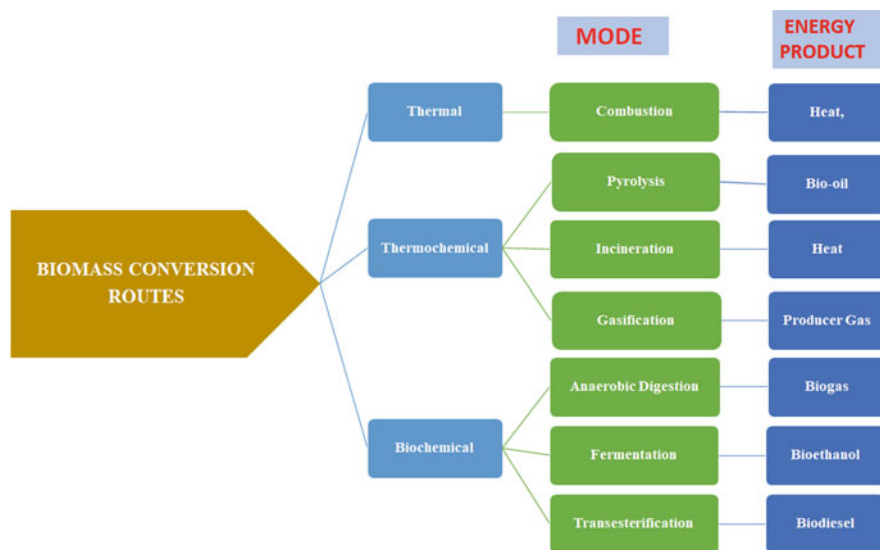 MODE
ENERGY
PRODUCT
Thermal
Combustion
Heat,
Pyrolysis
Bio-oil
BIOMASS CONVERSION
ROUTES
Thermochemical
Incineration
Heat
Gasification
Producer Gas
Anaerobic Digestion
Biogas
Biochemical
Fermentation
Bioethanol
Transesterification
Biodiesel